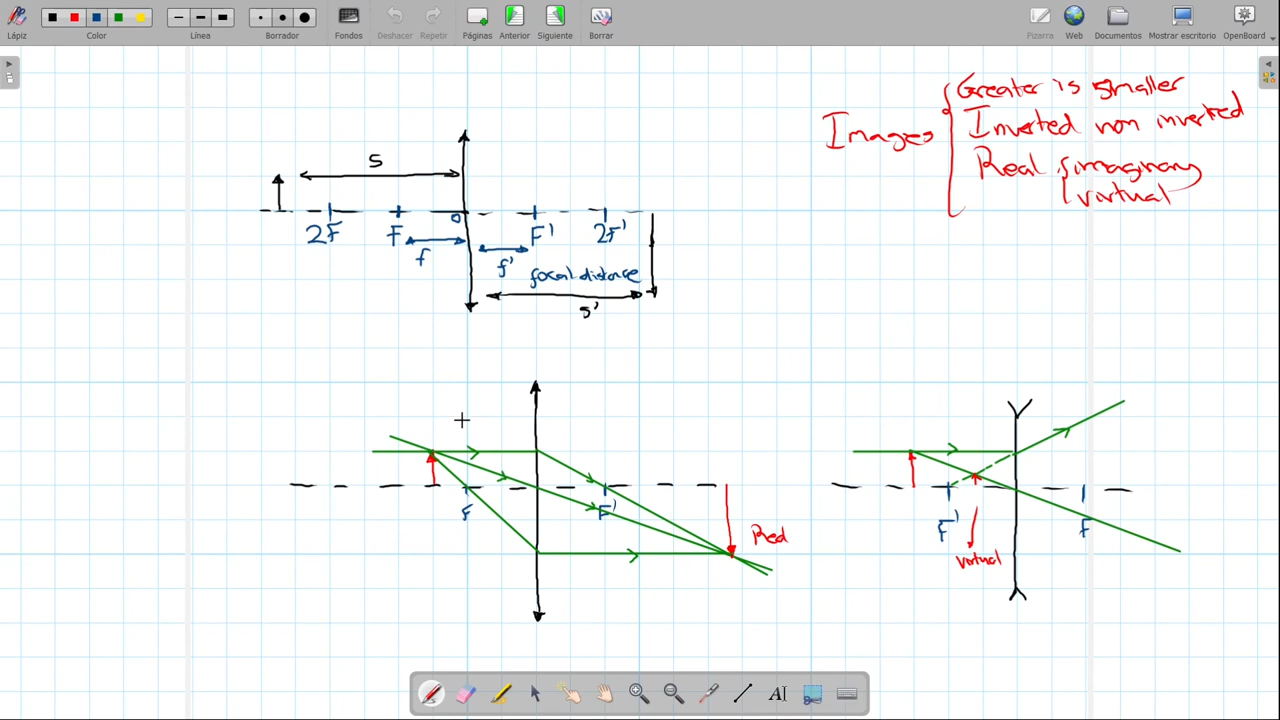 Lápiz
Color
Línea
Borrador
Fondos
Deshacer
Repetir
Páginas
Anterior
Siguiente
Borrar
Pizarra
Web
Documentos
Mostrar escritorio
OpenBoard
Images
Greater is smaller
Inverted non inverted
Real imaginary
virtual
s
2F F o F' 2F'
f f'
focal distance
s'
F F'
Real
F' F
virtual
AI